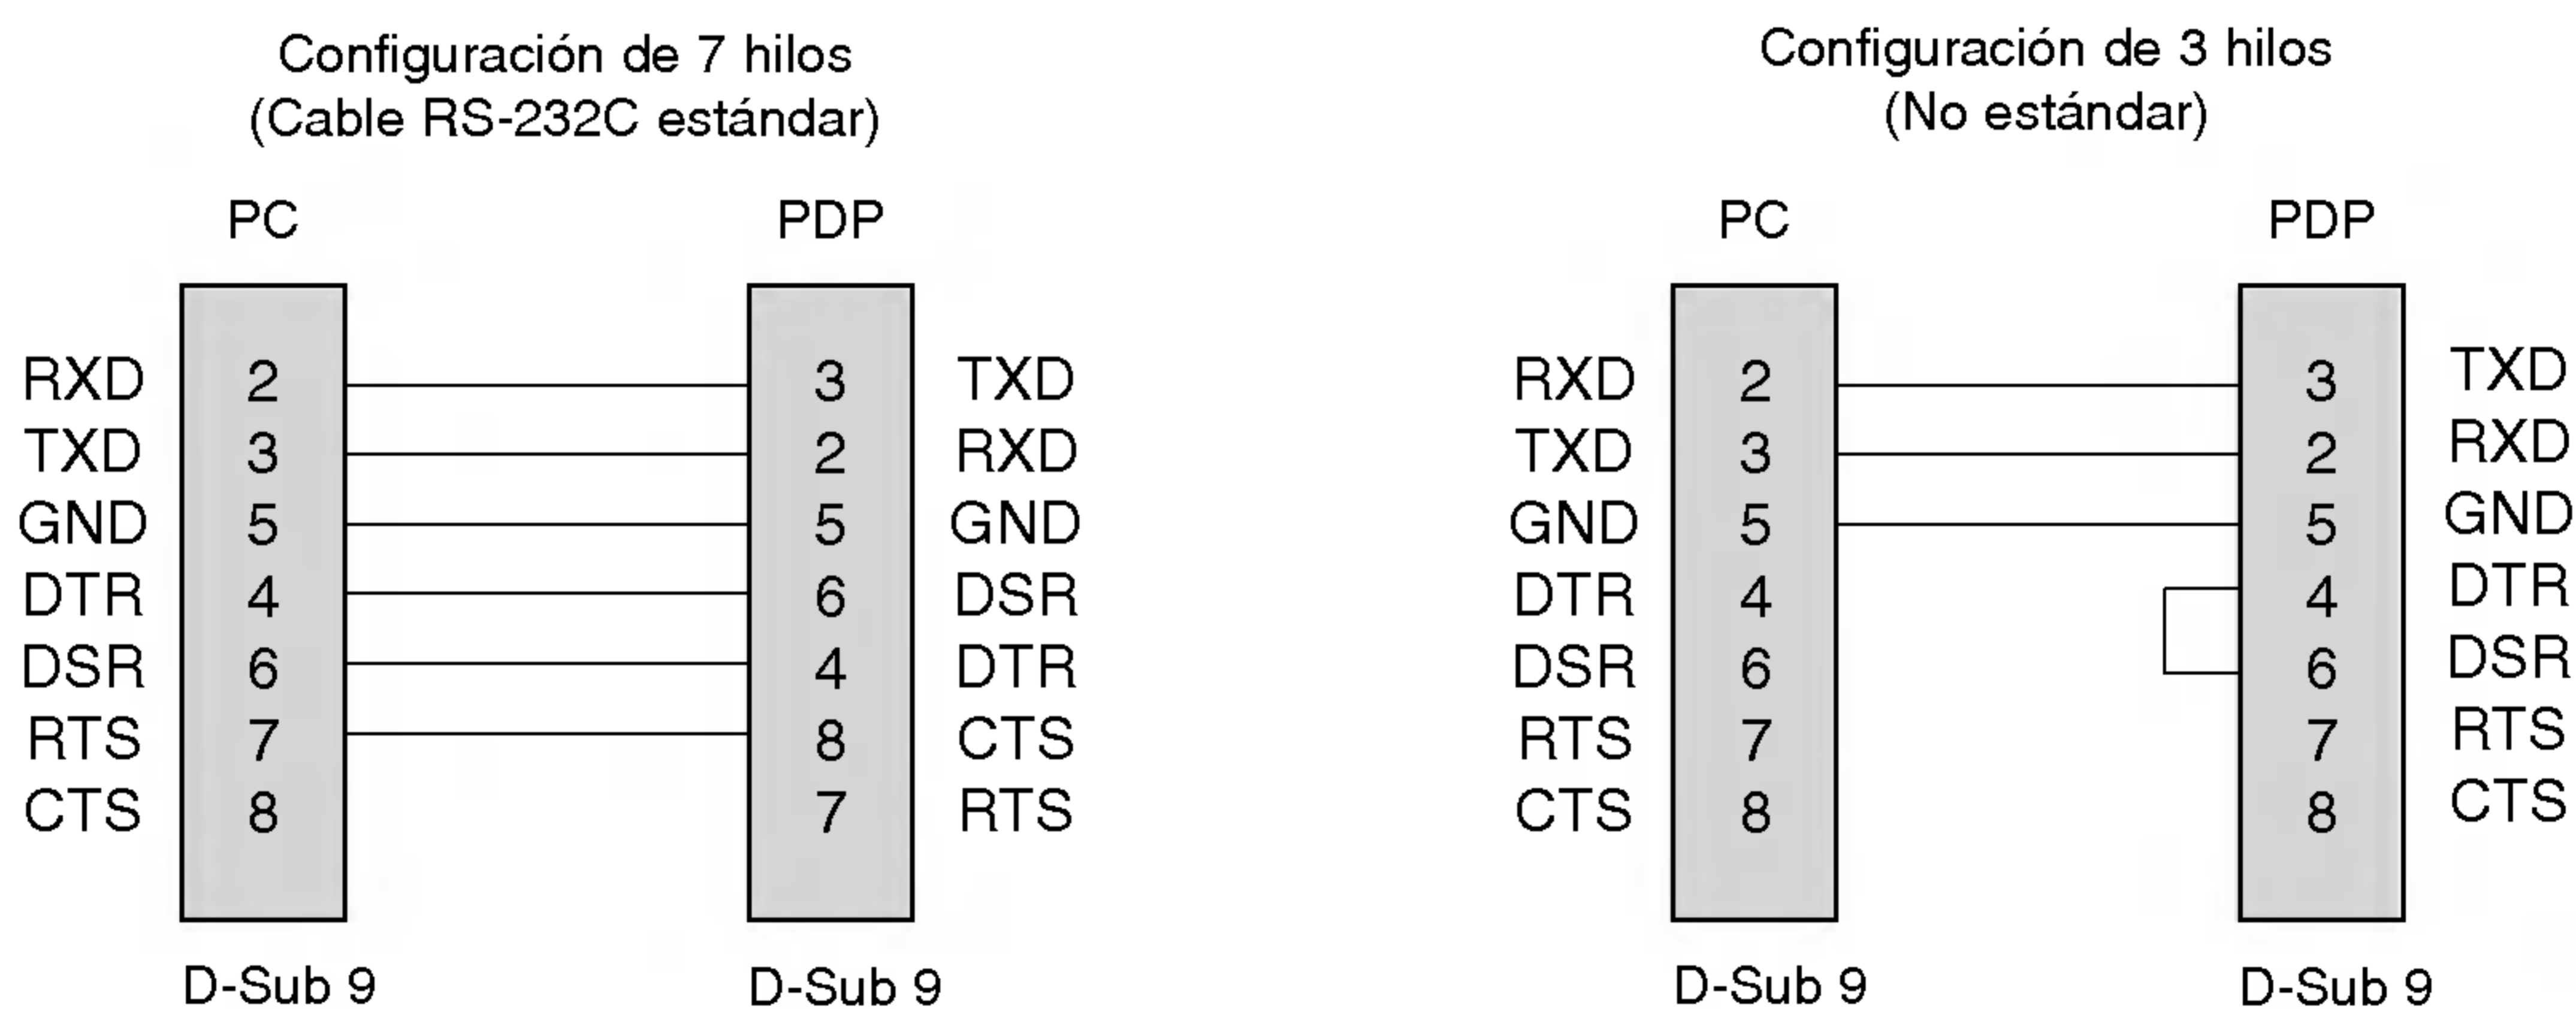 Configuración de 7 hilos
(Cable RS-232C estándar)
PC PDP
RXD 2 3 TXD
TXD 3 2 RXD
GND 5 5 GND
DTR 4 6 DSR
DSR 6 4 DTR
RTS 7 8 CTS
CTS 8 7 RTS
D-Sub 9 D-Sub 9
Configuración de 3 hilos
(No estándar)
PC PDP
RXD 2 3 TXD
TXD 3 2 RXD
GND 5 5 GND
DTR 4 4 DTR
DSR 6 6 DSR
RTS 7 7 RTS
CTS 8 8 CTS
D-Sub 9 D-Sub 9